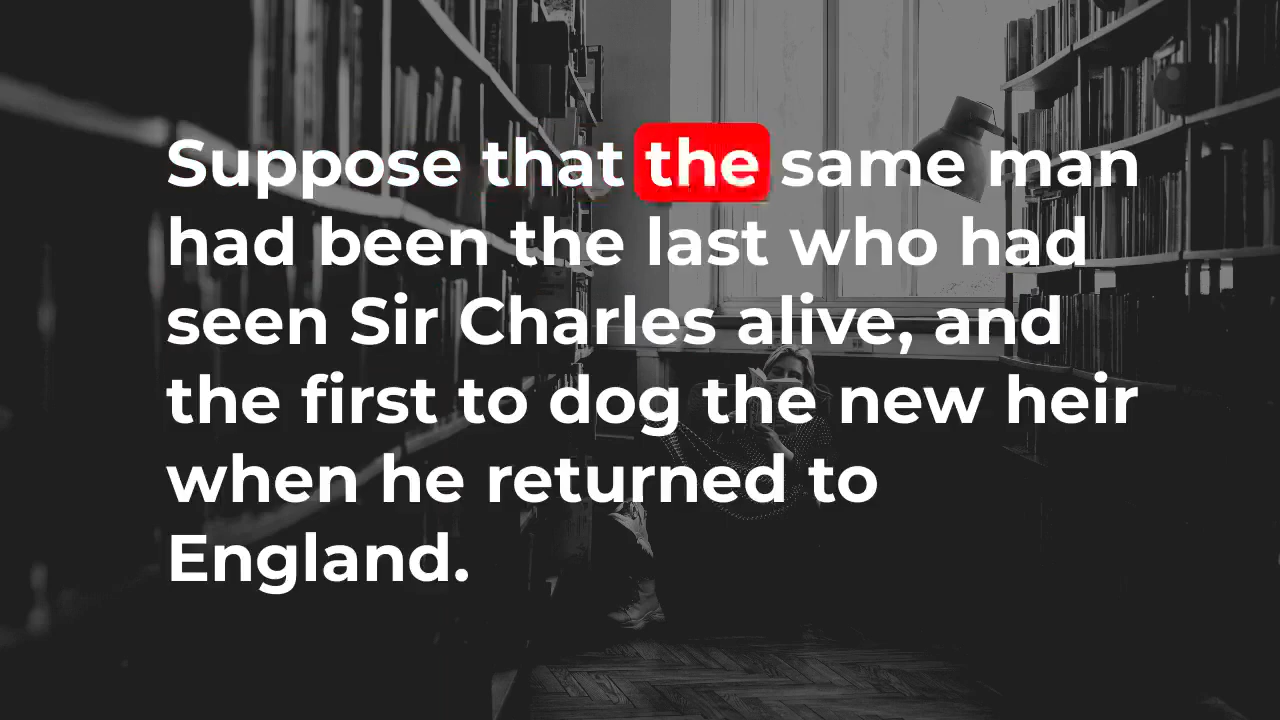 Suppose that the same man
had been the last who had
seen Sir Charles alive, and
the first to dog the new heir
when he returned to
England.